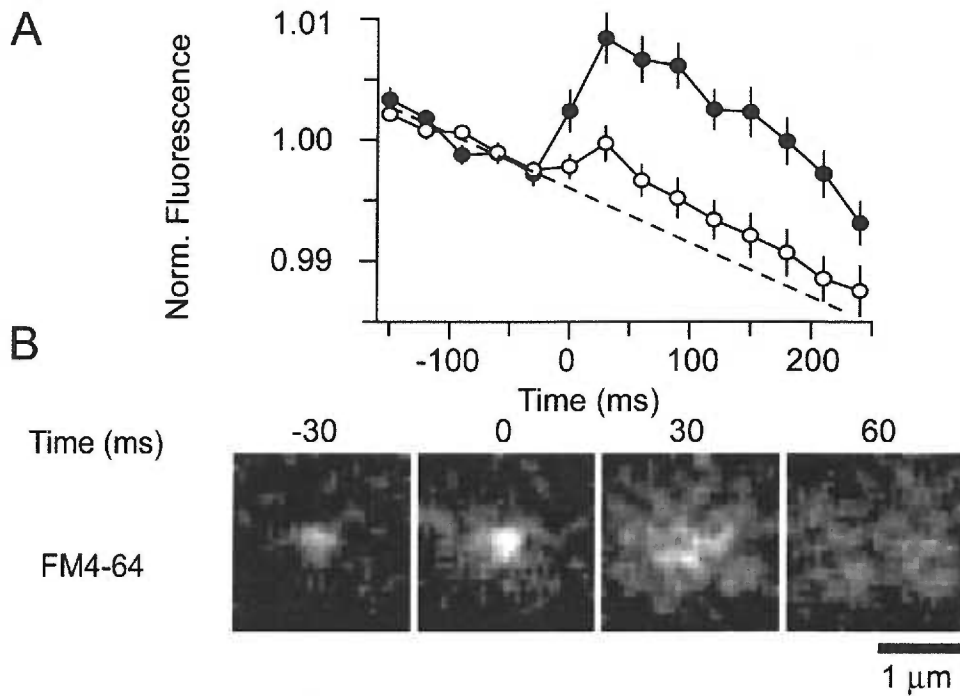 A
Norm. Fluorescence
1.01
1.00
0.99
-100 0 100 200
Time (ms)
B
Time (ms) -30 0 30 60
FM4-64
1 μm